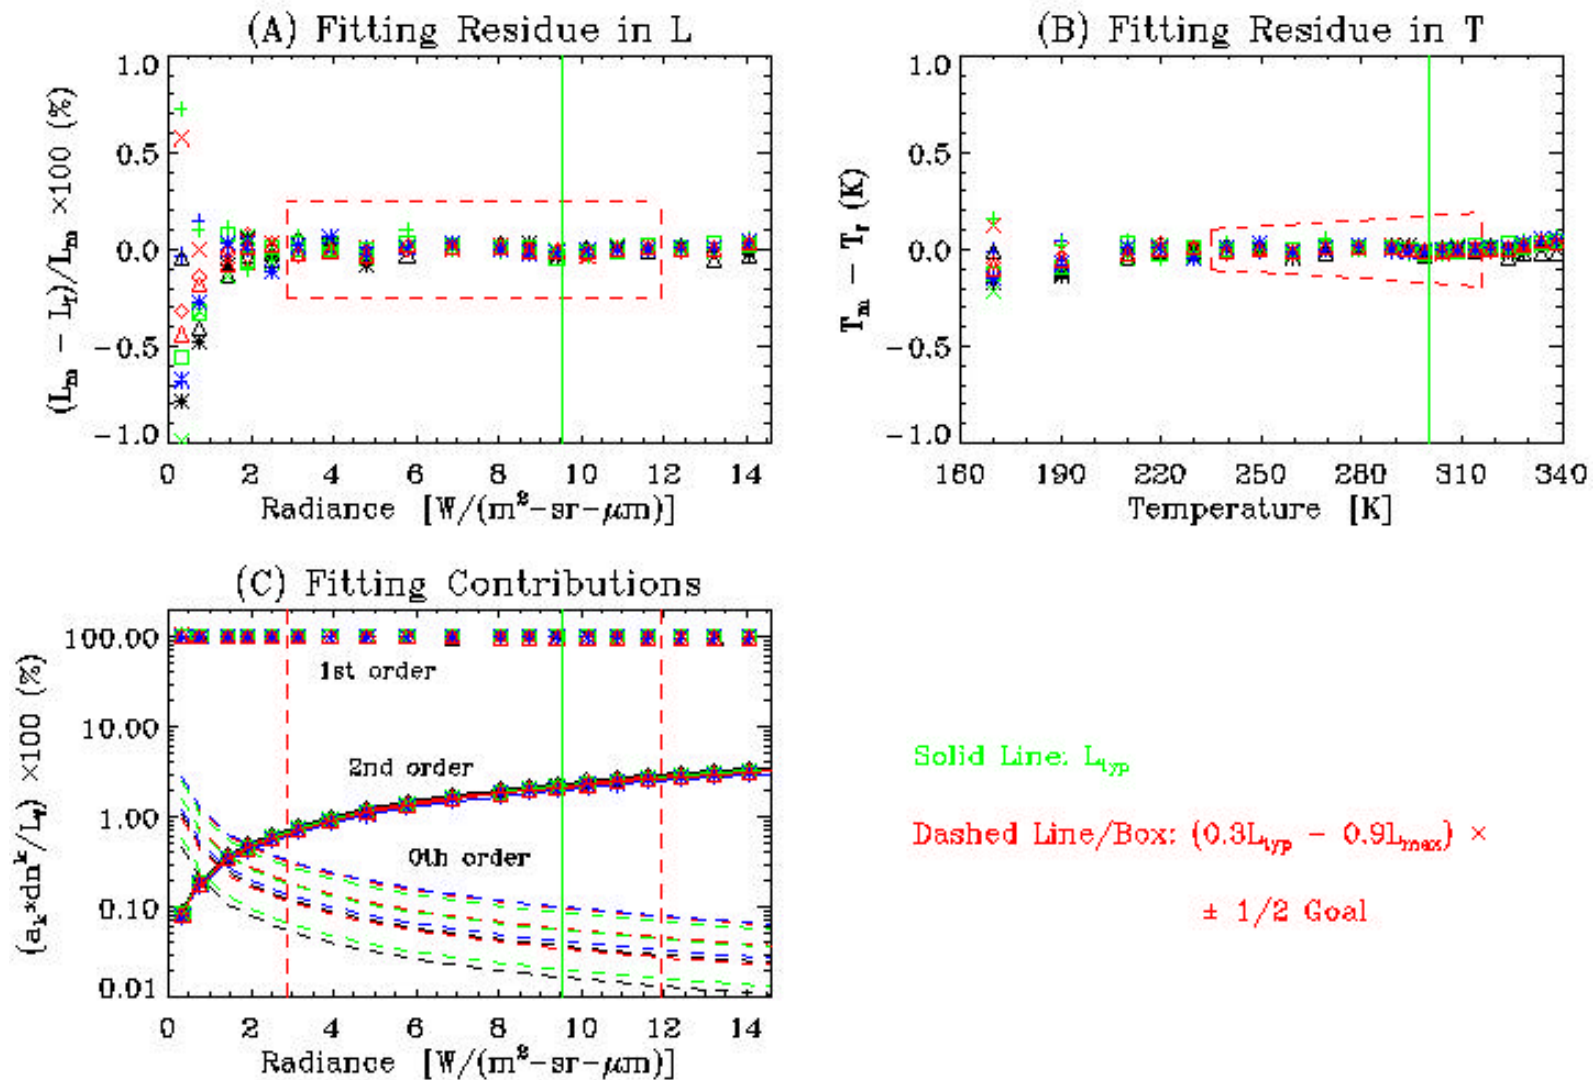 (A) Fitting Residue in L
(B) Fitting Residue in T
(Lm − Lf)/Lm ×100 (%)
1.0
0.5
0.0
−0.5
−1.0
0 2 4 6 8 10 12 14
Radiance [W/(m²−sr−μm)]
Tm − Tf (K)
1.0
0.5
0.0
−0.5
−1.0
160 190 220 250 280 310 340
Temperature [K]
(C) Fitting Contributions
(ak*dnᵏ/Lf) ×100 (%)
100.00
10.00
1.00
0.10
0.01
1st order
2nd order
0th order
0 2 4 6 8 10 12 14
Radiance [W/(m²−sr−μm)]
Solid Line: Ltyp
Dashed Line/Box: (0.3Ltyp − 0.9Lmax) ×
± 1/2 Goal